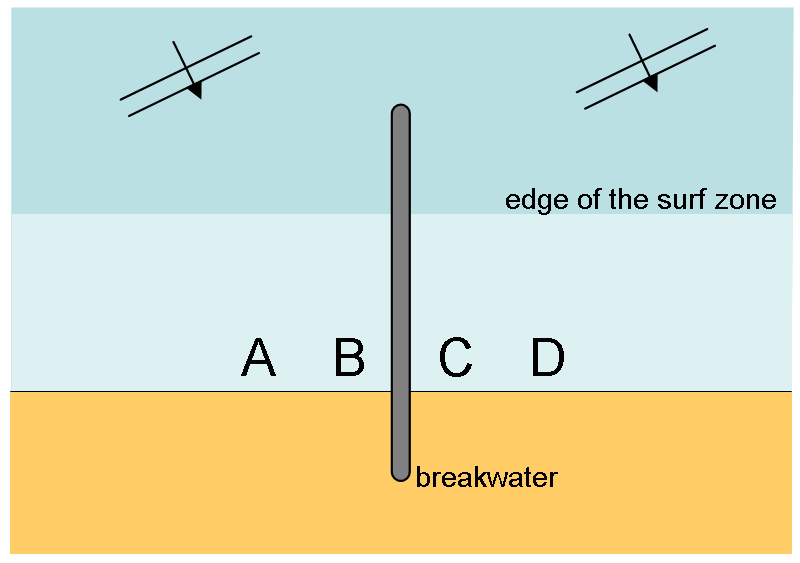 edge of the surf zone
A B C D
breakwater